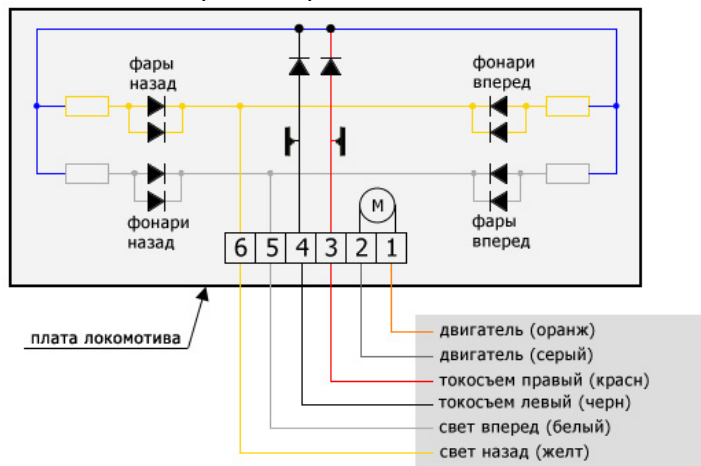 фары
назад
фонари
вперед
фонари
назад
фары
вперед
M
6 5 4 3 2 1
плата локомотива
двигатель (оранж)
двигатель (серый)
токосъем правый (красн)
токосъем левый (черн)
свет вперед (белый)
свет назад (желт)